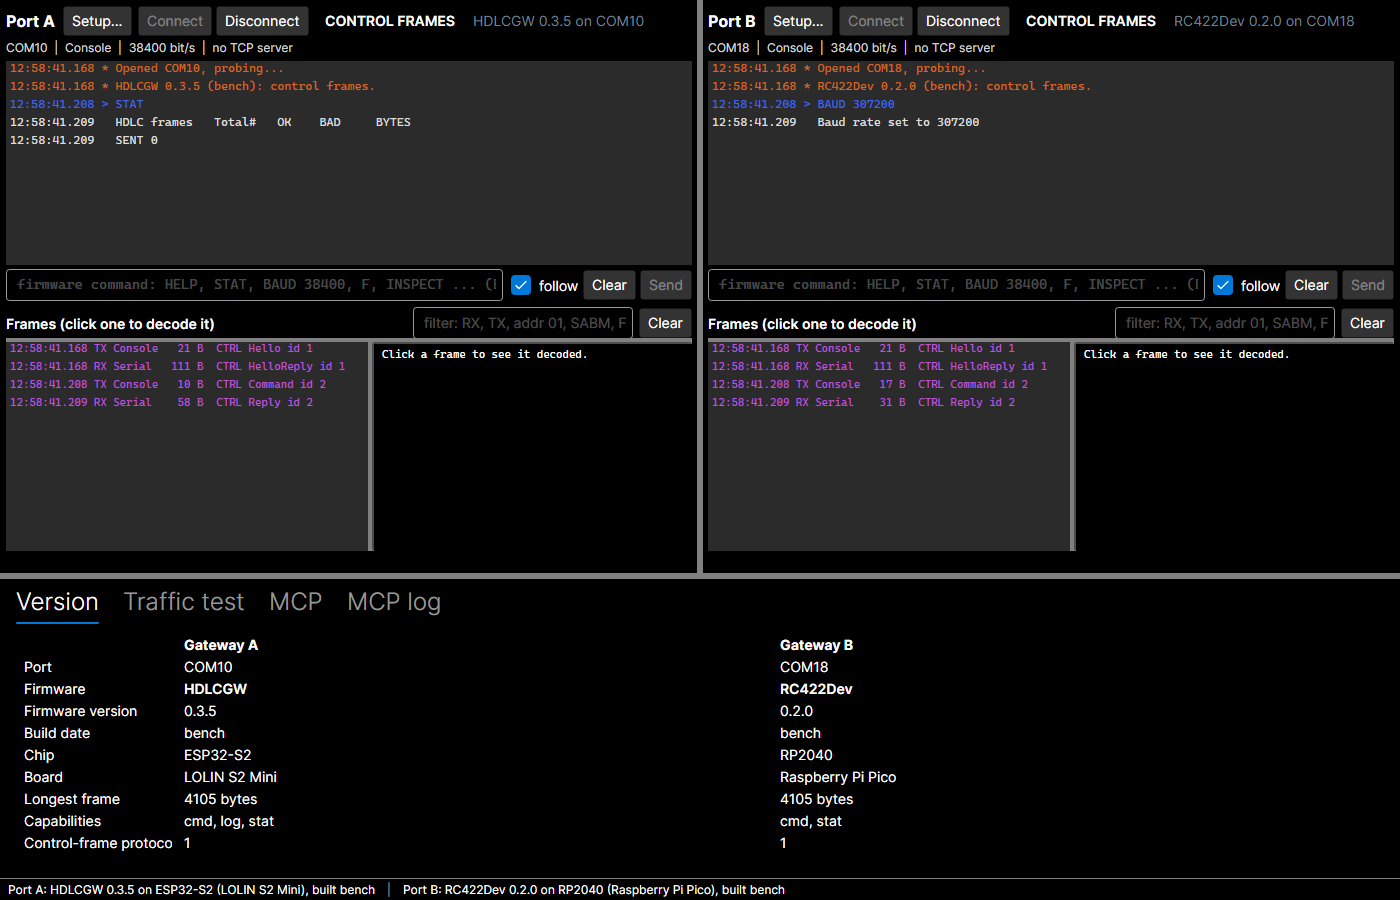 Port A Setup... Connect Disconnect CONTROL FRAMES HDLCGW 0.3.5 on COM10
COM10 | Console | 38400 bit/s | no TCP server
12:58:41.168 * Opened COM10, probing...
12:58:41.168 * HDLCGW 0.3.5 (bench): control frames.
12:58:41.208 > STAT
12:58:41.209 HDLC frames Total# OK BAD BYTES
12:58:41.209 SENT 0
firmware command: HELP, STAT, BAUD 38400, F, INSPECT ... ( follow Clear Send
Frames (click one to decode it) filter: RX, TX, addr 01, SABM, F Clear
12:58:41.168 TX Console 21 B CTRL Hello id 1
12:58:41.168 RX Serial 111 B CTRL HelloReply id 1
12:58:41.208 TX Console 10 B CTRL Command id 2
12:58:41.209 RX Serial 58 B CTRL Reply id 2
Click a frame to see it decoded.
Port B Setup... Connect Disconnect CONTROL FRAMES RC422Dev 0.2.0 on COM18
COM18 | Console | 38400 bit/s | no TCP server
12:58:41.168 * Opened COM18, probing...
12:58:41.168 * RC422Dev 0.2.0 (bench): control frames.
12:58:41.208 > BAUD 307200
12:58:41.209 Baud rate set to 307200
firmware command: HELP, STAT, BAUD 38400, F, INSPECT ... ( follow Clear Send
Frames (click one to decode it) filter: RX, TX, addr 01, SABM, F Clear
12:58:41.168 TX Console 21 B CTRL Hello id 1
12:58:41.168 RX Serial 111 B CTRL HelloReply id 1
12:58:41.208 TX Console 17 B CTRL Command id 2
12:58:41.209 RX Serial 31 B CTRL Reply id 2
Click a frame to see it decoded.
Version Traffic test MCP MCP log
Gateway A Gateway B
Port COM10 COM18
Firmware HDLCGW RC422Dev
Firmware version 0.3.5 0.2.0
Build date bench bench
Chip ESP32-S2 RP2040
Board LOLIN S2 Mini Raspberry Pi Pico
Longest frame 4105 bytes 4105 bytes
Capabilities cmd, log, stat cmd, stat
Control-frame protoco 1 1
Port A: HDLCGW 0.3.5 on ESP32-S2 (LOLIN S2 Mini), built bench | Port B: RC422Dev 0.2.0 on RP2040 (Raspberry Pi Pico), built bench